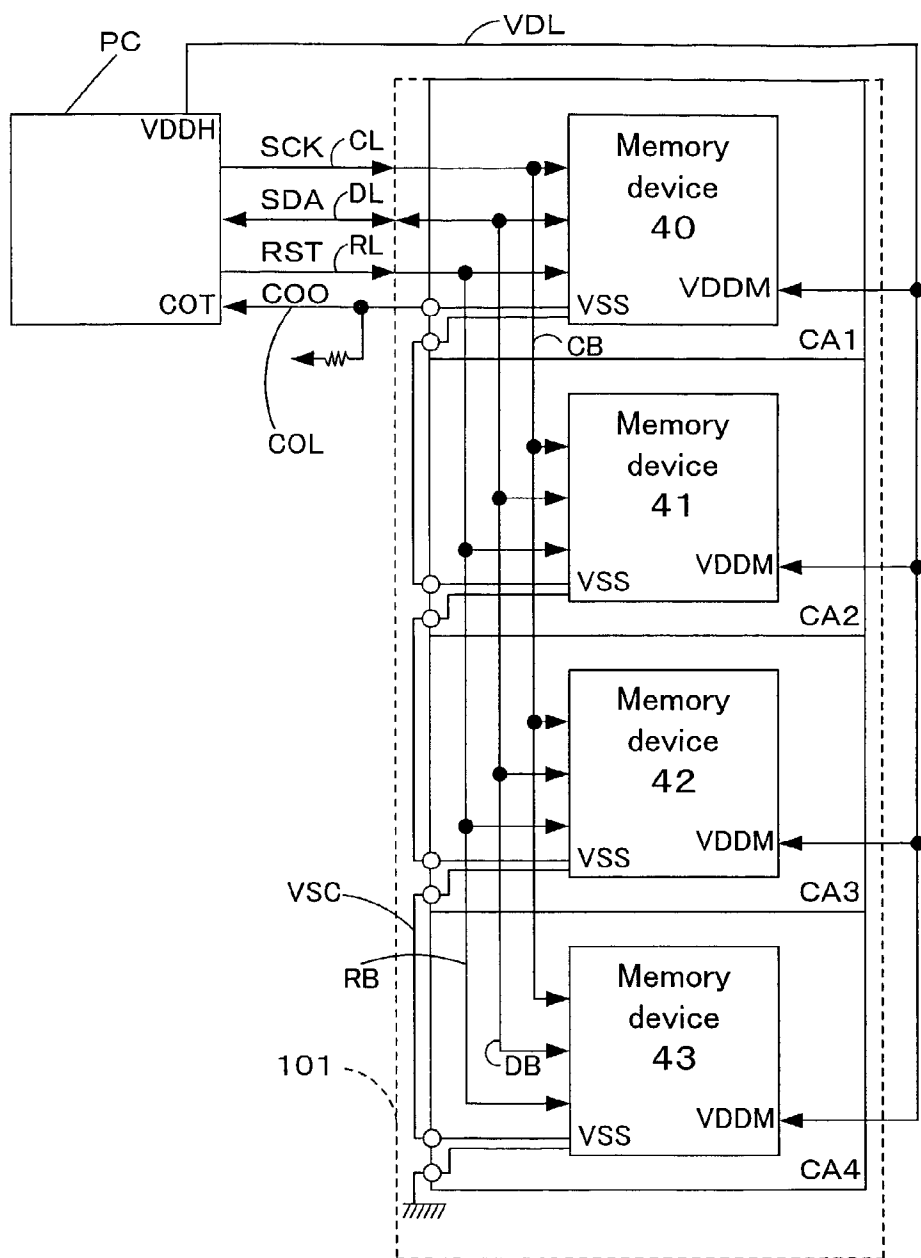 VDL
PC
VDDH
SCK CL
SDA DL
RST RL
COT COO
COL
Memory
device
40
VDDM
VSS
CB
CA1
Memory
device
41
VDDM
VSS
CA2
Memory
device
42
VDDM
VSS
CA3
VSC
RB
Memory
device
43
DB
101
VDDM
VSS
CA4